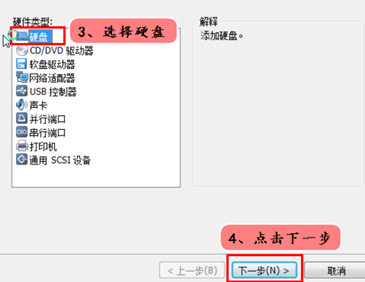 硬件类型:
解释
3、选择硬盘
硬盘
添加硬盘。
CD/DVD 驱动器
软盘驱动器
网络适配器
USB 控制器
声卡
并行端口
串行端口
打印机
通用 SCSI 设备
4、点击下一步
< 上一步(B)
下一步(N) >
取消